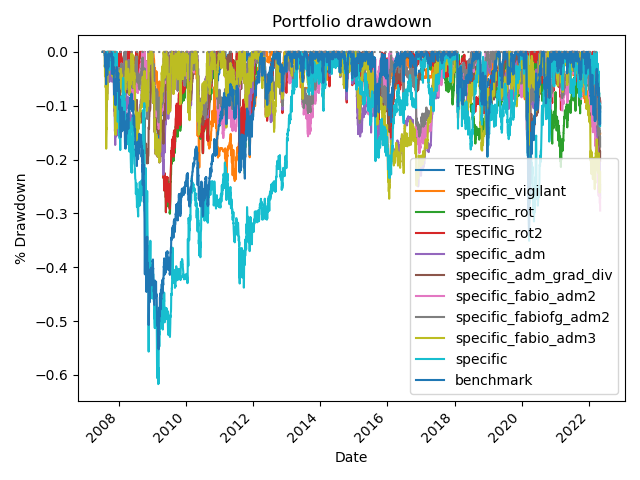 Portfolio drawdown
% Drawdown
0.0
−0.1
−0.2
−0.3
−0.4
−0.5
−0.6
TESTING
specific_vigilant
specific_rot
specific_rot2
specific_adm
specific_adm_grad_div
specific_fabio_adm2
specific_fabiofg_adm2
specific_fabio_adm3
specific
benchmark
2008
2010
2012
2014
2016
2018
2020
2022
Date